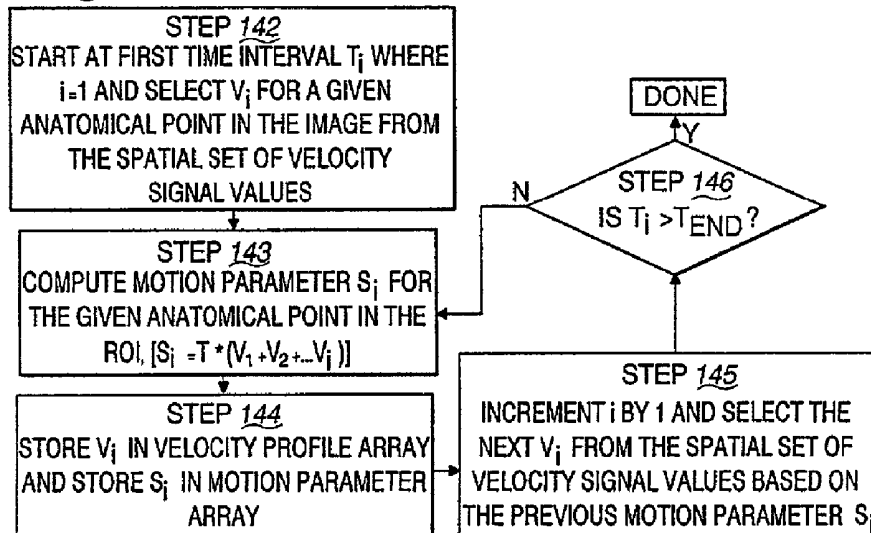 STEP 142
START AT FIRST TIME INTERVAL Ti WHERE
i=1 AND SELECT Vi FOR A GIVEN
ANATOMICAL POINT IN THE IMAGE FROM
THE SPATIAL SET OF VELOCITY
SIGNAL VALUES
STEP 143
COMPUTE MOTION PARAMETER Si FOR
THE GIVEN ANATOMICAL POINT IN THE
ROI, [Si =T*(V1+V2+...Vi)]
STEP 144
STORE Vi IN VELOCITY PROFILE ARRAY
AND STORE Si IN MOTION PARAMETER
ARRAY
STEP 145
INCREMENT i BY 1 AND SELECT THE
NEXT Vi FROM THE SPATIAL SET OF
VELOCITY SIGNAL VALUES BASED ON
THE PREVIOUS MOTION PARAMETER Si
STEP 146
IS Ti >TEND?
N
Y
DONE